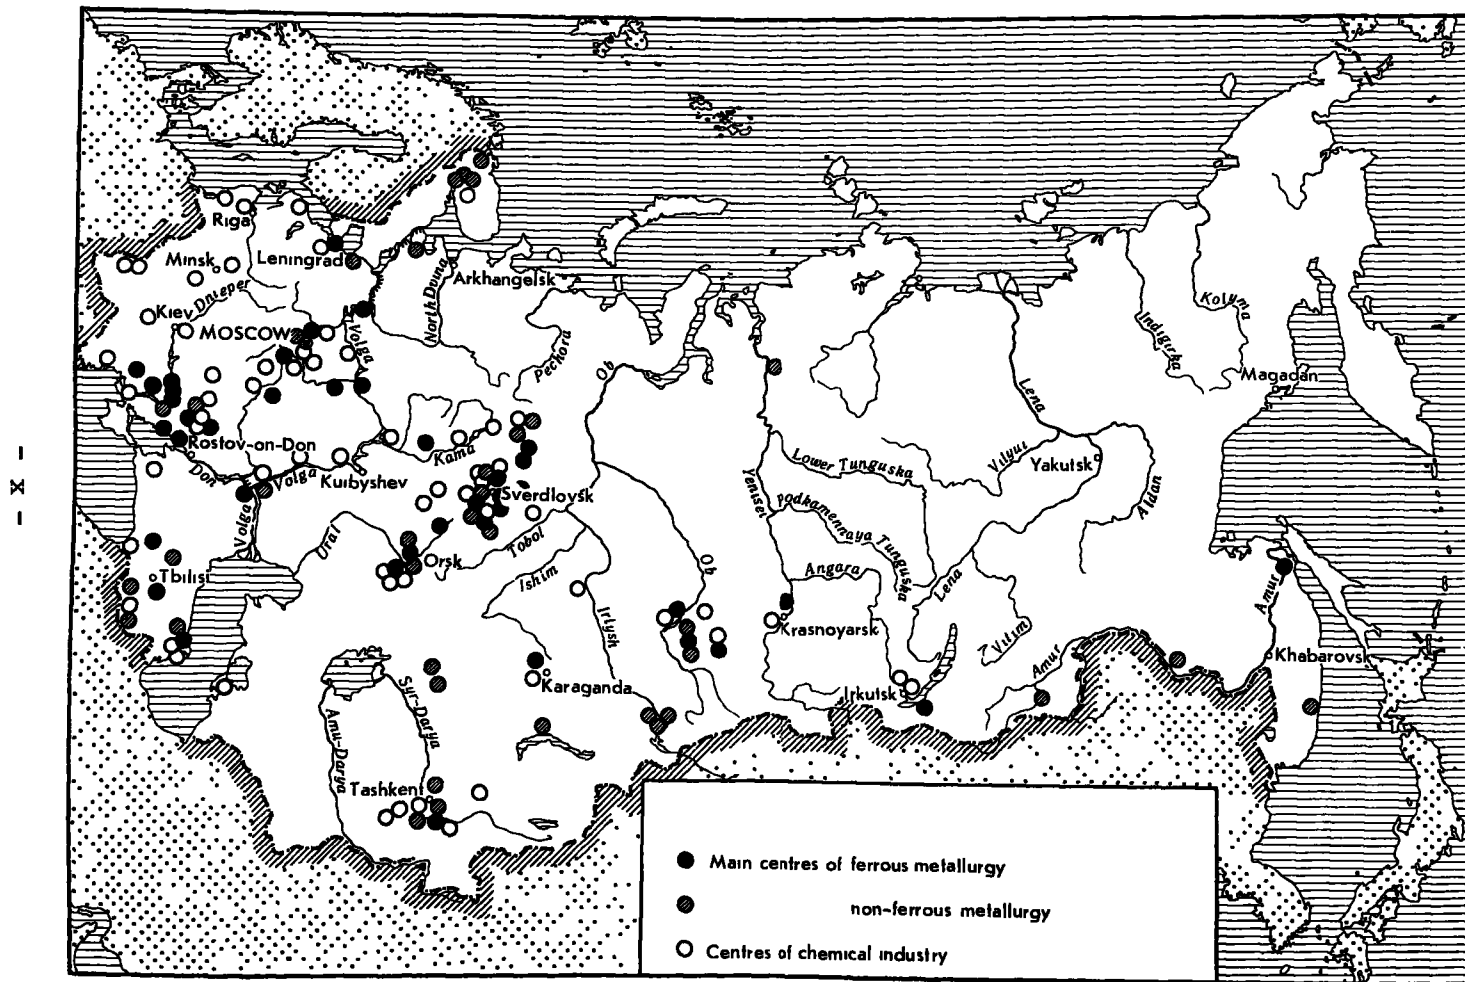 - x -
Riga
Minsk
Leningrad
Arkhangelsk
North Dvina
Kiev
Dnieper
MOSCOW
Volga
Pechora
Ob
Lena
Indigirka
Kolyma
Magadan
Rostov-on-Don
Don
Volga
Kuibyshev
Kama
Sverdlovsk
Lower Tunguska
Vilyui
Yakutsk
Aldan
Yenisei
Podkamennaya Tunguska
Volga
Ural
Orsk
Tobol
Ishim
Irtysh
Ob
Angara
Lena
Vitim
Amur
Amur
Tbilisi
Krasnoyarsk
Khabarovsk
Irkutsk
Karaganda
Syr-Darya
Amu-Darya
Tashkent
Main centres of ferrous metallurgy
non-ferrous metallurgy
Centres of chemical industry